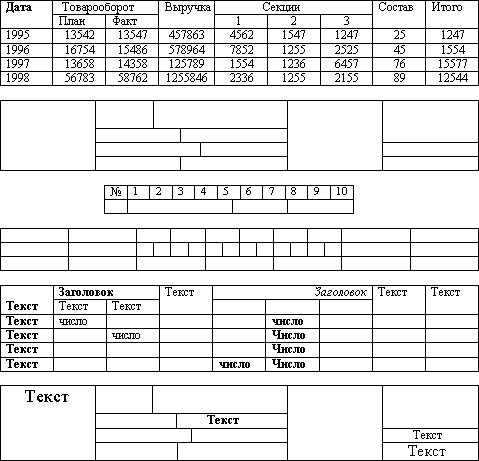 Дата Товарооборот Выручка Секции Состав Итого
План Факт 1 2 3
1995 13542 13547 457863 4562 1547 1247 25 1247
1996 16754 15486 578964 7852 1255 2525 45 1554
1997 13658 14358 125789 1554 1236 6457 76 15577
1998 56783 58762 1255846 2336 1255 2155 89 12544
№ 1 2 3 4 5 6 7 8 9 10
Заголовок Текст Заголовок Текст Текст
Текст Текст Текст
Текст число число
Текст число Число
Текст Число
Текст число Число
Текст
Текст
Текст
Текст